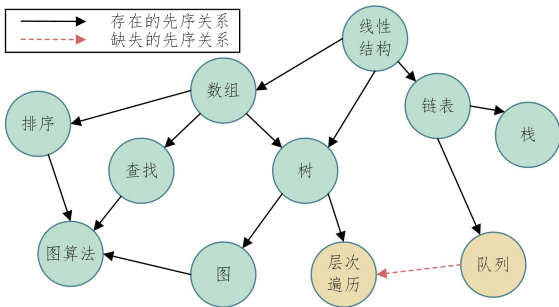 存在的先序关系
缺失的先序关系
线性
结构
数组
链表
排序
栈
查找
树
图算法
图
层次
遍历
队列